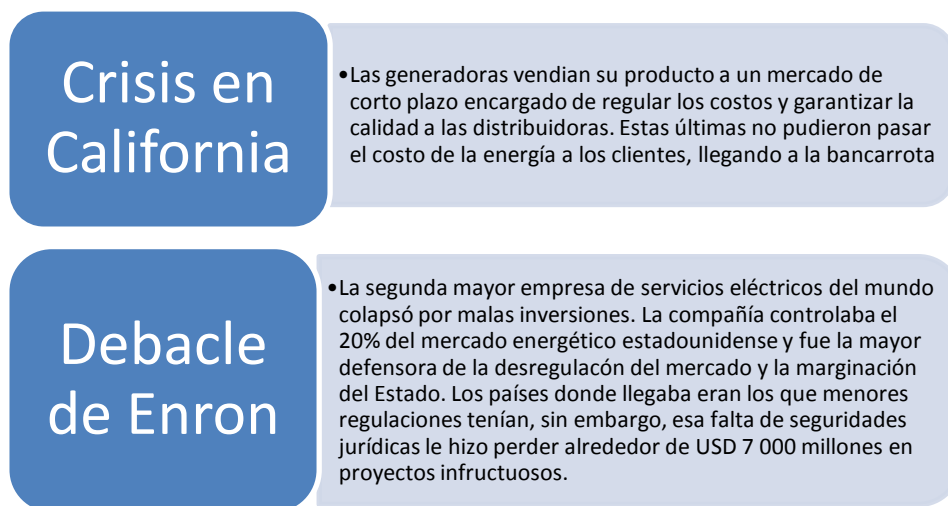 Crisis en
California
•Las generadoras vendian su producto a un mercado de
corto plazo encargado de regular los costos y garantizar la
calidad a las distribuidoras. Estas últimas no pudieron pasar
el costo de la energía a los clientes, llegando a la bancarrota
Debacle
de Enron
•La segunda mayor empresa de servicios eléctricos del mundo
colapsó por malas inversiones. La compañía controlaba el
20% del mercado energético estadounidense y fue la mayor
defensora de la desregulacón del mercado y la marginación
del Estado. Los países donde llegaba eran los que menores
regulaciones tenían, sin embargo, esa falta de seguridades
jurídicas le hizo perder alrededor de USD 7 000 millones en
proyectos infructuosos.